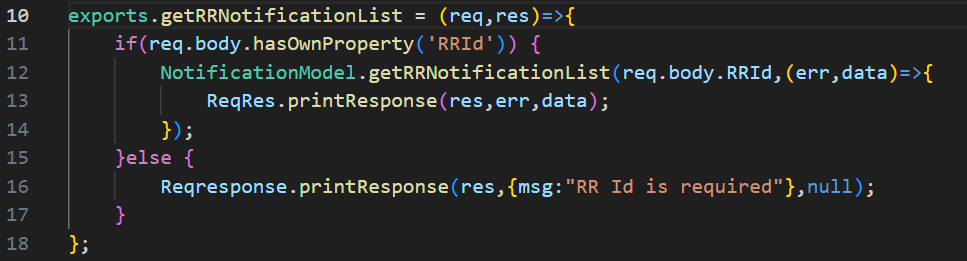 10 exports.getRRNotificationList = (req,res)=>{
11 if(req.body.hasOwnProperty('RRId')) {
12 NotificationModel.getRRNotificationList(req.body.RRId,(err,data)=>{
13 ReqRes.printResponse(res,err,data);
14 });
15 }else {
16 Reqresponse.printResponse(res,{msg:"RR Id is required"},null);
17 }
18 };